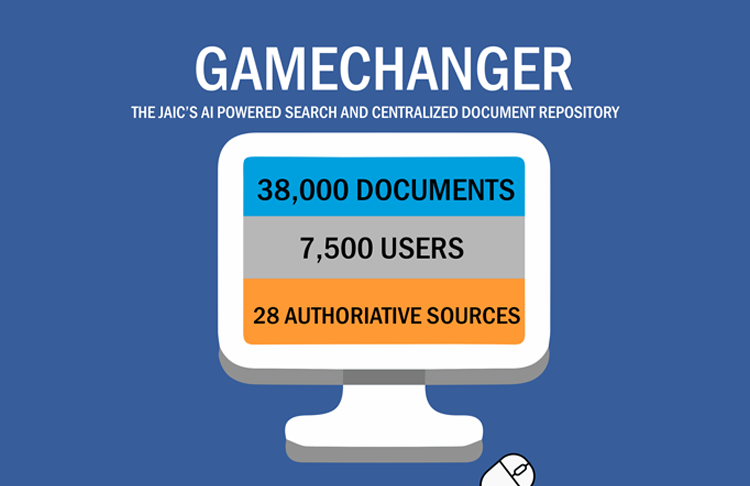 GAMECHANGER
THE JAIC'S AI POWERED SEARCH AND CENTRALIZED DOCUMENT REPOSITORY
38,000 DOCUMENTS
7,500 USERS
28 AUTHORIATIVE SOURCES